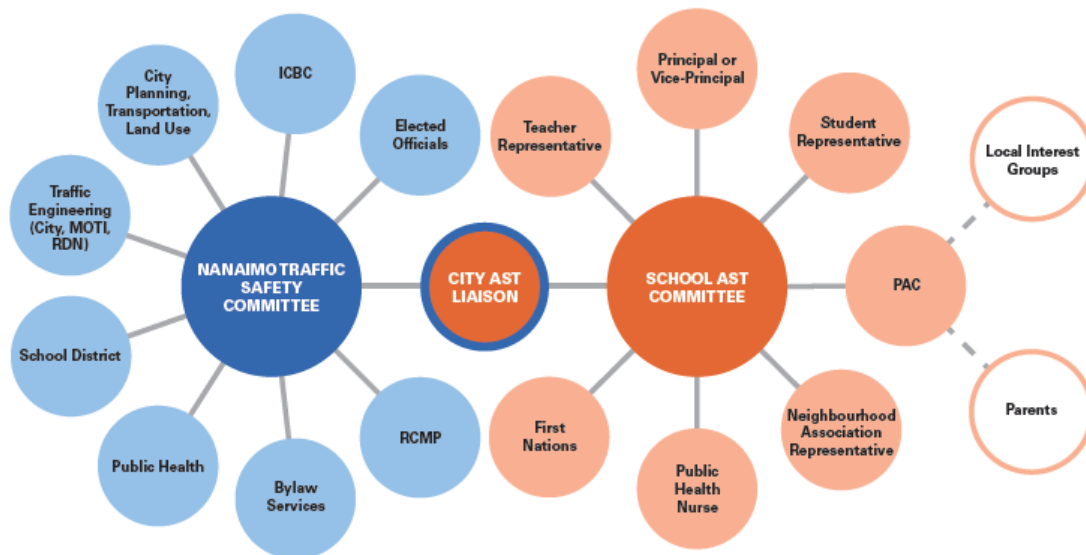 City
Planning,
Transportation,
Land Use
ICBC
Elected
Officials
Traffic
Engineering
(City, MOTI,
RDN)
NANAIMO TRAFFIC
SAFETY
COMMITTEE
School District
Public Health
Bylaw
Services
RCMP
CITY AST
LIAISON
Teacher
Representative
Principal or
Vice-Principal
Student
Representative
SCHOOL AST
COMMITTEE
PAC
Local Interest
Groups
Parents
First
Nations
Public
Health
Nurse
Neighbourhood
Association
Representative